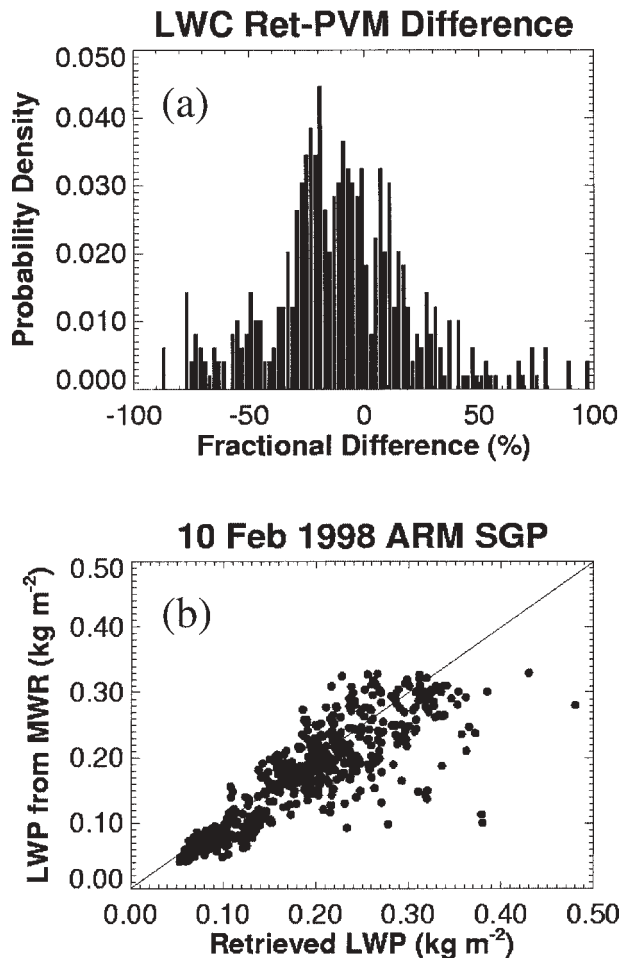 LWC Ret-PVM Difference
(a)
Probability Density
0.050
0.040
0.030
0.020
0.010
0.000
-100 -50 0 50 100
Fractional Difference (%)
10 Feb 1998 ARM SGP
(b)
LWP from MWR (kg m⁻²)
0.50
0.40
0.30
0.20
0.10
0.00
0.00 0.10 0.20 0.30 0.40 0.50
Retrieved LWP (kg m⁻²)